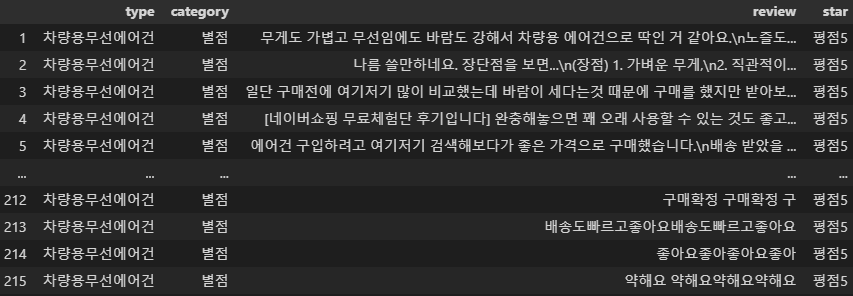 type category review star
1 차량용무선에어건 별점 무게도 가볍고 무선임에도 바람도 강해서 차량용 에어건으로 딱인 거 같아요.\n노즐도... 평점5
2 차량용무선에어건 별점 나름 쓸만하네요. 장단점을 보면...\n(장점) 1. 가벼운 무게,\n2. 직관적이... 평점5
3 차량용무선에어건 별점 일단 구매전에 여기저기 많이 비교했는데 바람이 세다는것 때문에 구매를 했지만 받아보... 평점5
4 차량용무선에어건 별점 [네이버쇼핑 무료체험단 후기입니다] 완충해놓으면 꽤 오래 사용할 수 있는 것도 좋고... 평점5
5 차량용무선에어건 별점 에어건 구입하려고 여기저기 검색해보다가 좋은 가격으로 구매했습니다.\n배송 받았을 ... 평점5
... ... ... ... ...
212 차량용무선에어건 별점 구매확정 구매확정 구 평점5
213 차량용무선에어건 별점 배송도빠르고좋아요배송도빠르고좋아요 평점5
214 차량용무선에어건 별점 좋아요좋아좋아요좋아 평점5
215 차량용무선에어건 별점 약해요 약해요약해요약해요 평점5